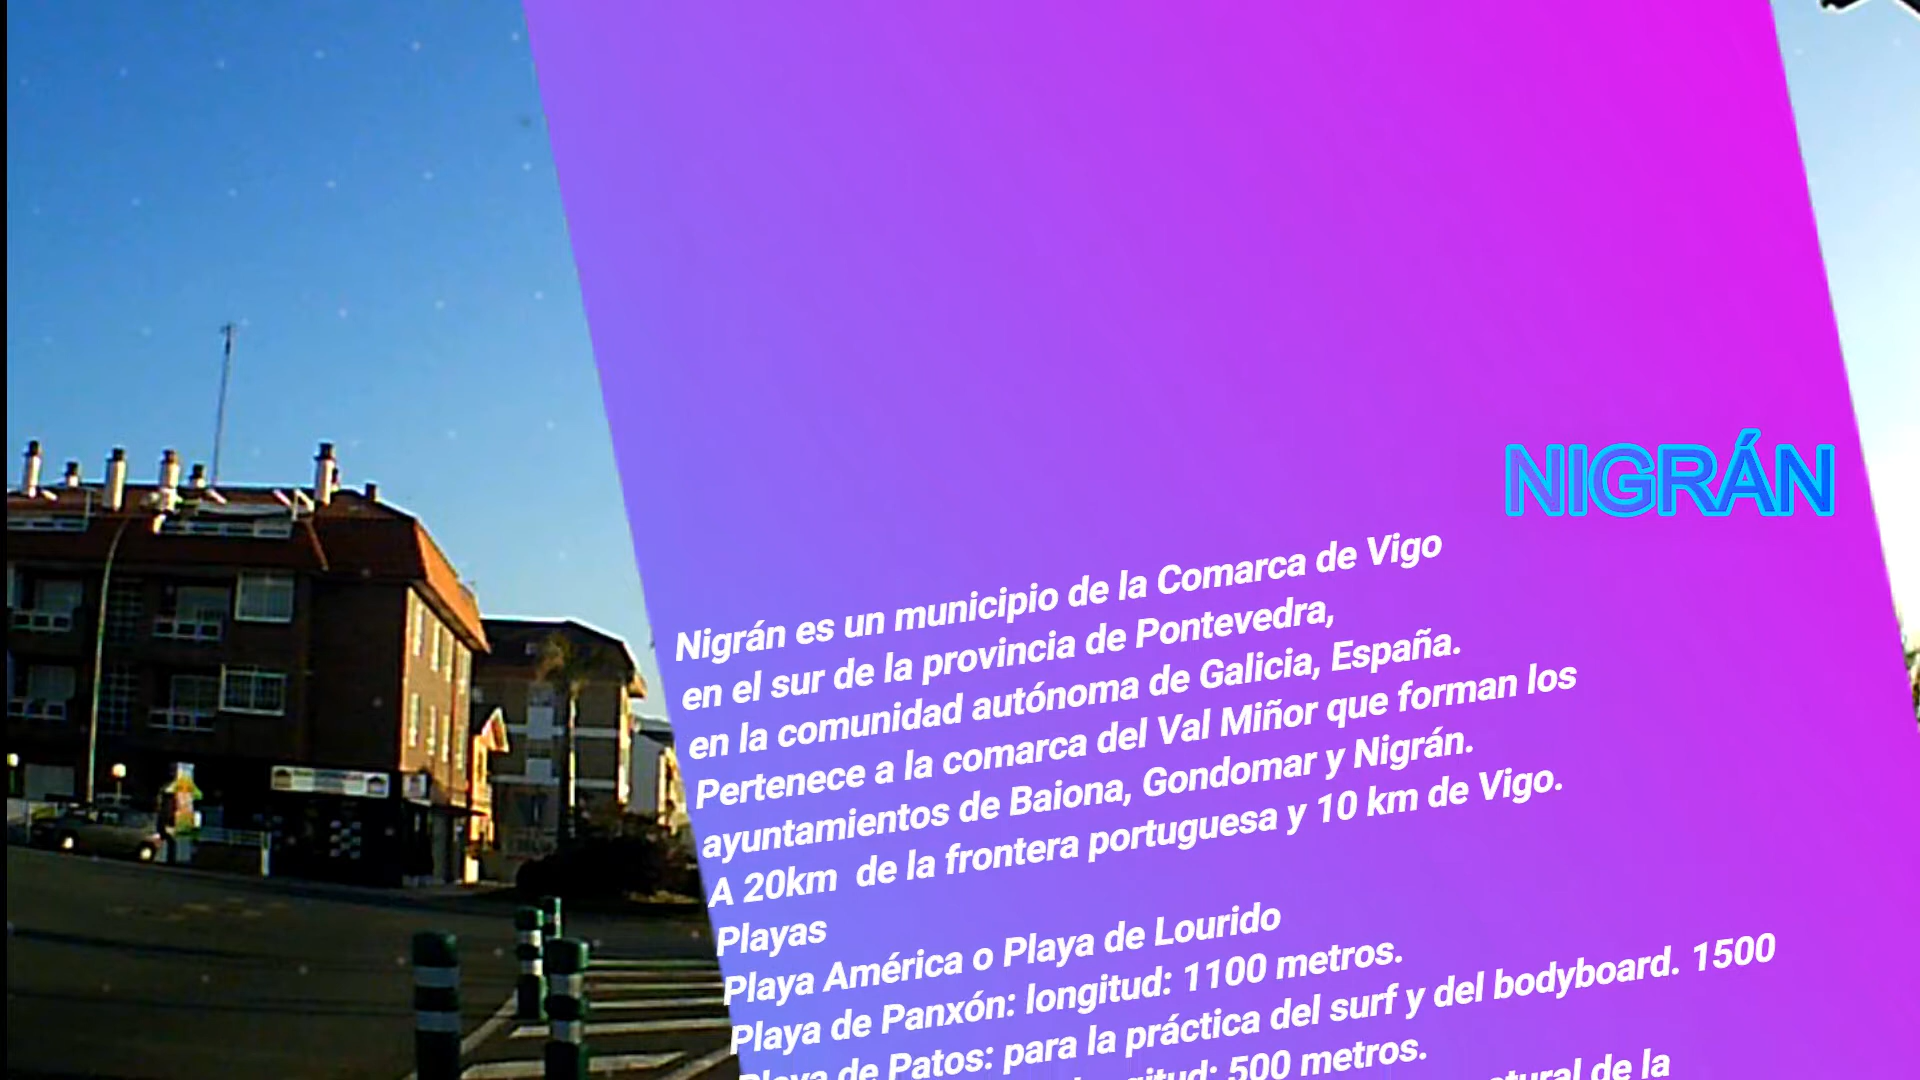 NIGRÁN
Nigrán es un municipio de la Comarca de Vigo
en el sur de la provincia de Pontevedra,
en la comunidad autónoma de Galicia, España.
Pertenece a la comarca del Val Miñor que forman los
ayuntamientos de Baiona, Gondomar y Nigrán.
A 20km  de la frontera portuguesa y 10 km de Vigo.
Playas
Playa América o Playa de Lourido
Playa de Panxón: longitud: 1100 metros.
Playa de Patos: para la práctica del surf y del bodyboard. 1500
500 metros.
de la